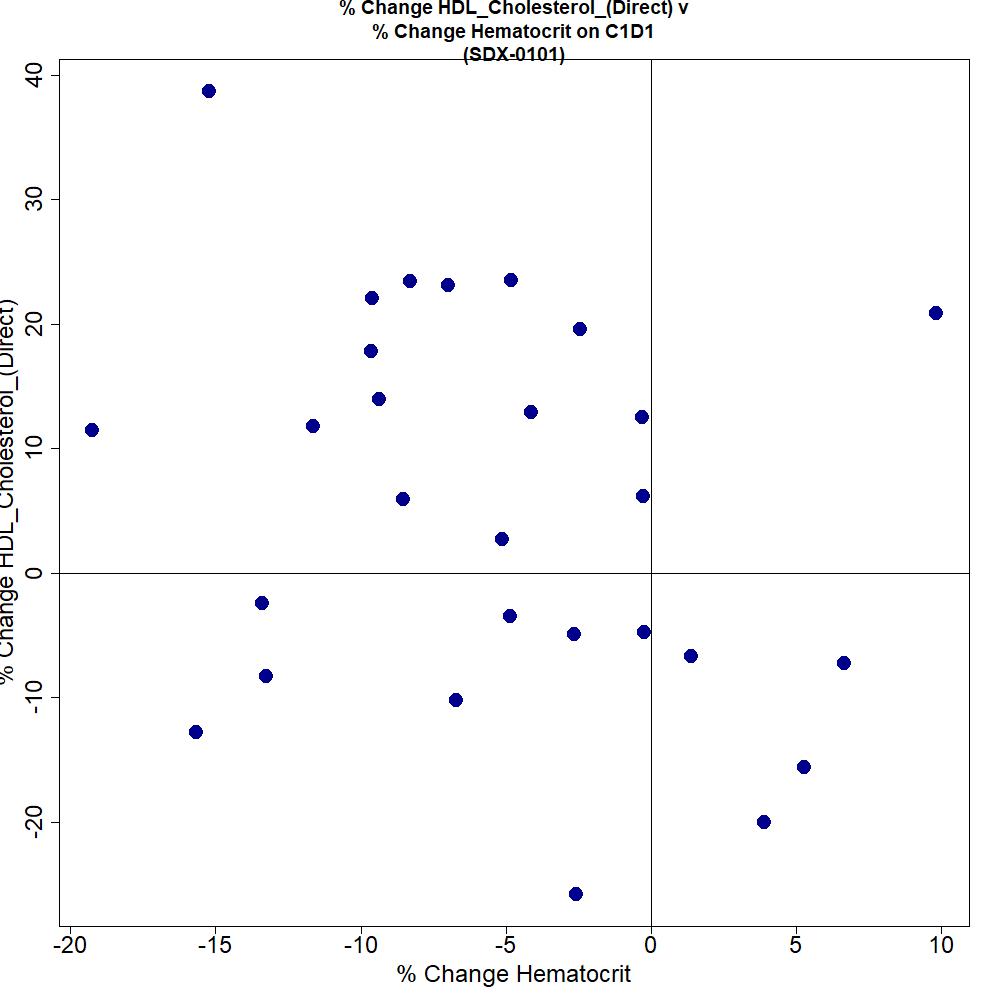 % Change HDL_Cholesterol_(Direct) v
% Change Hematocrit on C1D1
(SDX-0101)
% Change HDL_Cholesterol_(Direct)
40
30
20
10
0
-10
-20
-20 -15 -10 -5 0 5 10
% Change Hematocrit